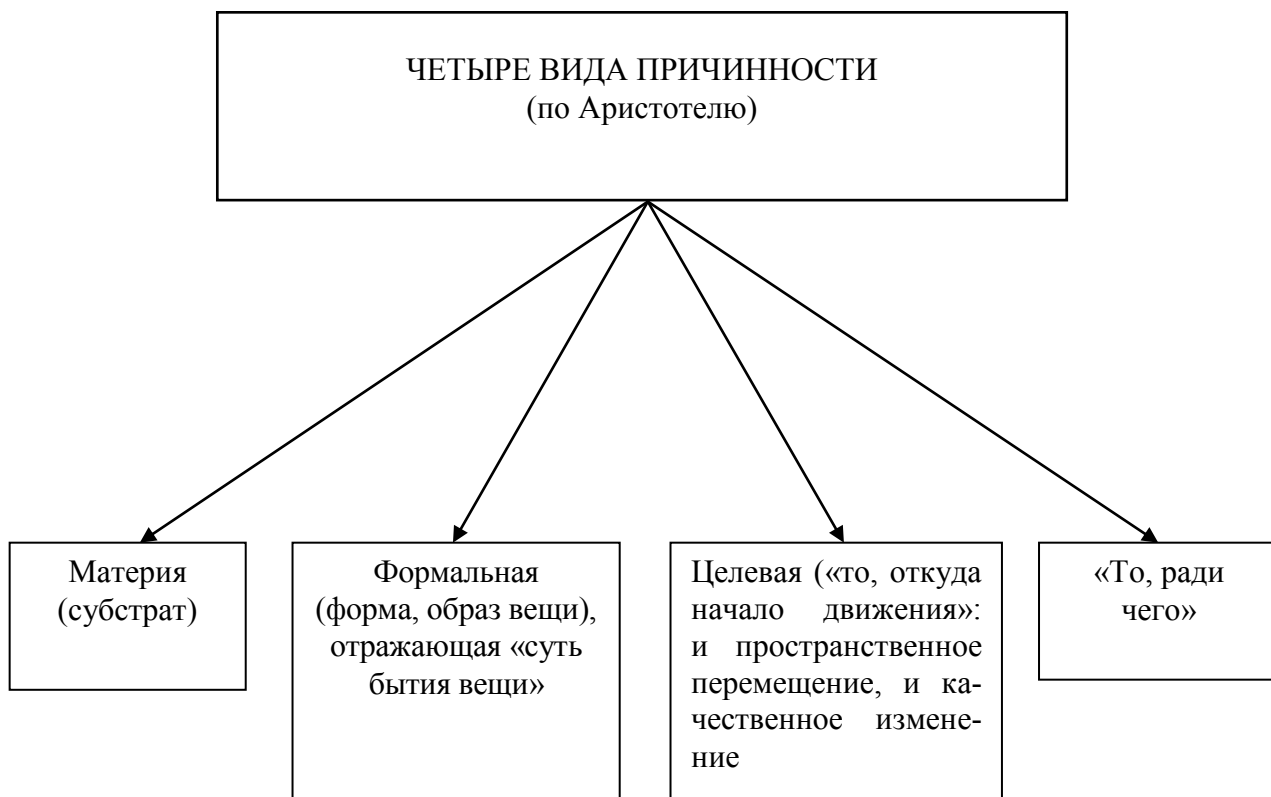 ЧЕТЫРЕ ВИДА ПРИЧИННОСТИ
(по Аристотелю)
Материя
(субстрат)
Формальная
(форма, образ вещи),
отражающая «суть
бытия вещи»
Целевая («то, откуда
начало движения»:
и пространственное
перемещение, и ка-
чественное измене-
ние
«То, ради
чего»